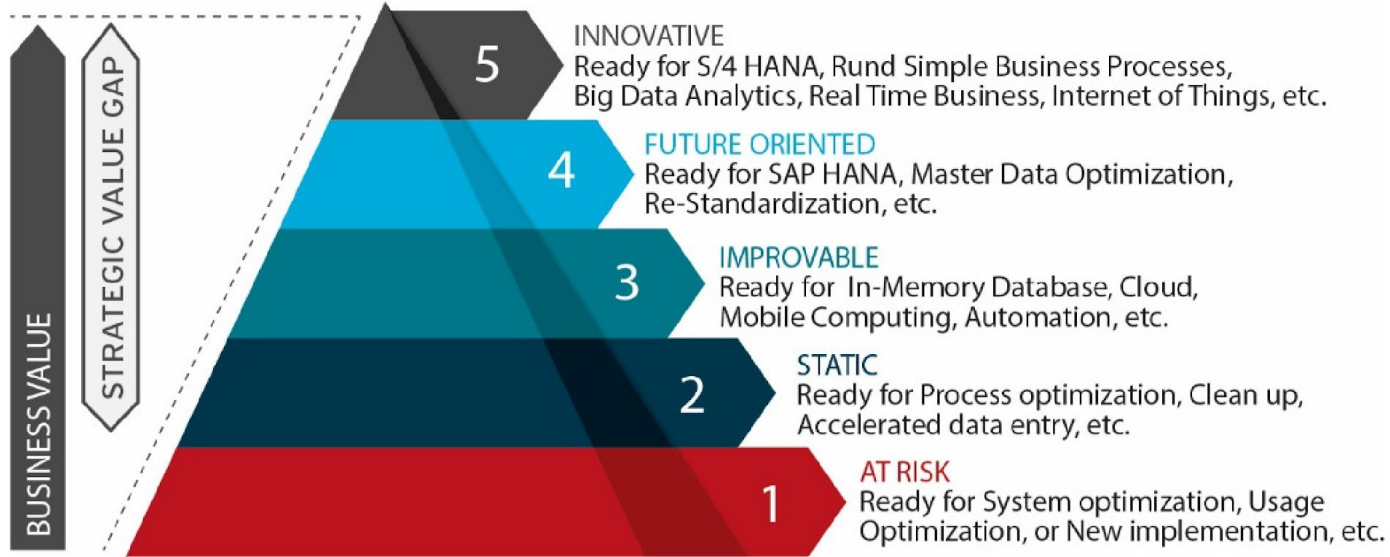 BUSINESS VALUE
STRATEGIC VALUE GAP
5
INNOVATIVE
Ready for S/4 HANA, Rund Simple Business Processes,
Big Data Analytics, Real Time Business, Internet of Things, etc.
4
FUTURE ORIENTED
Ready for SAP HANA, Master Data Optimization,
Re-Standardization, etc.
3
IMPROVABLE
Ready for In-Memory Database, Cloud,
Mobile Computing, Automation, etc.
2
STATIC
Ready for Process optimization, Clean up,
Accelerated data entry, etc.
1
AT RISK
Ready for System optimization, Usage
Optimization, or New implementation, etc.